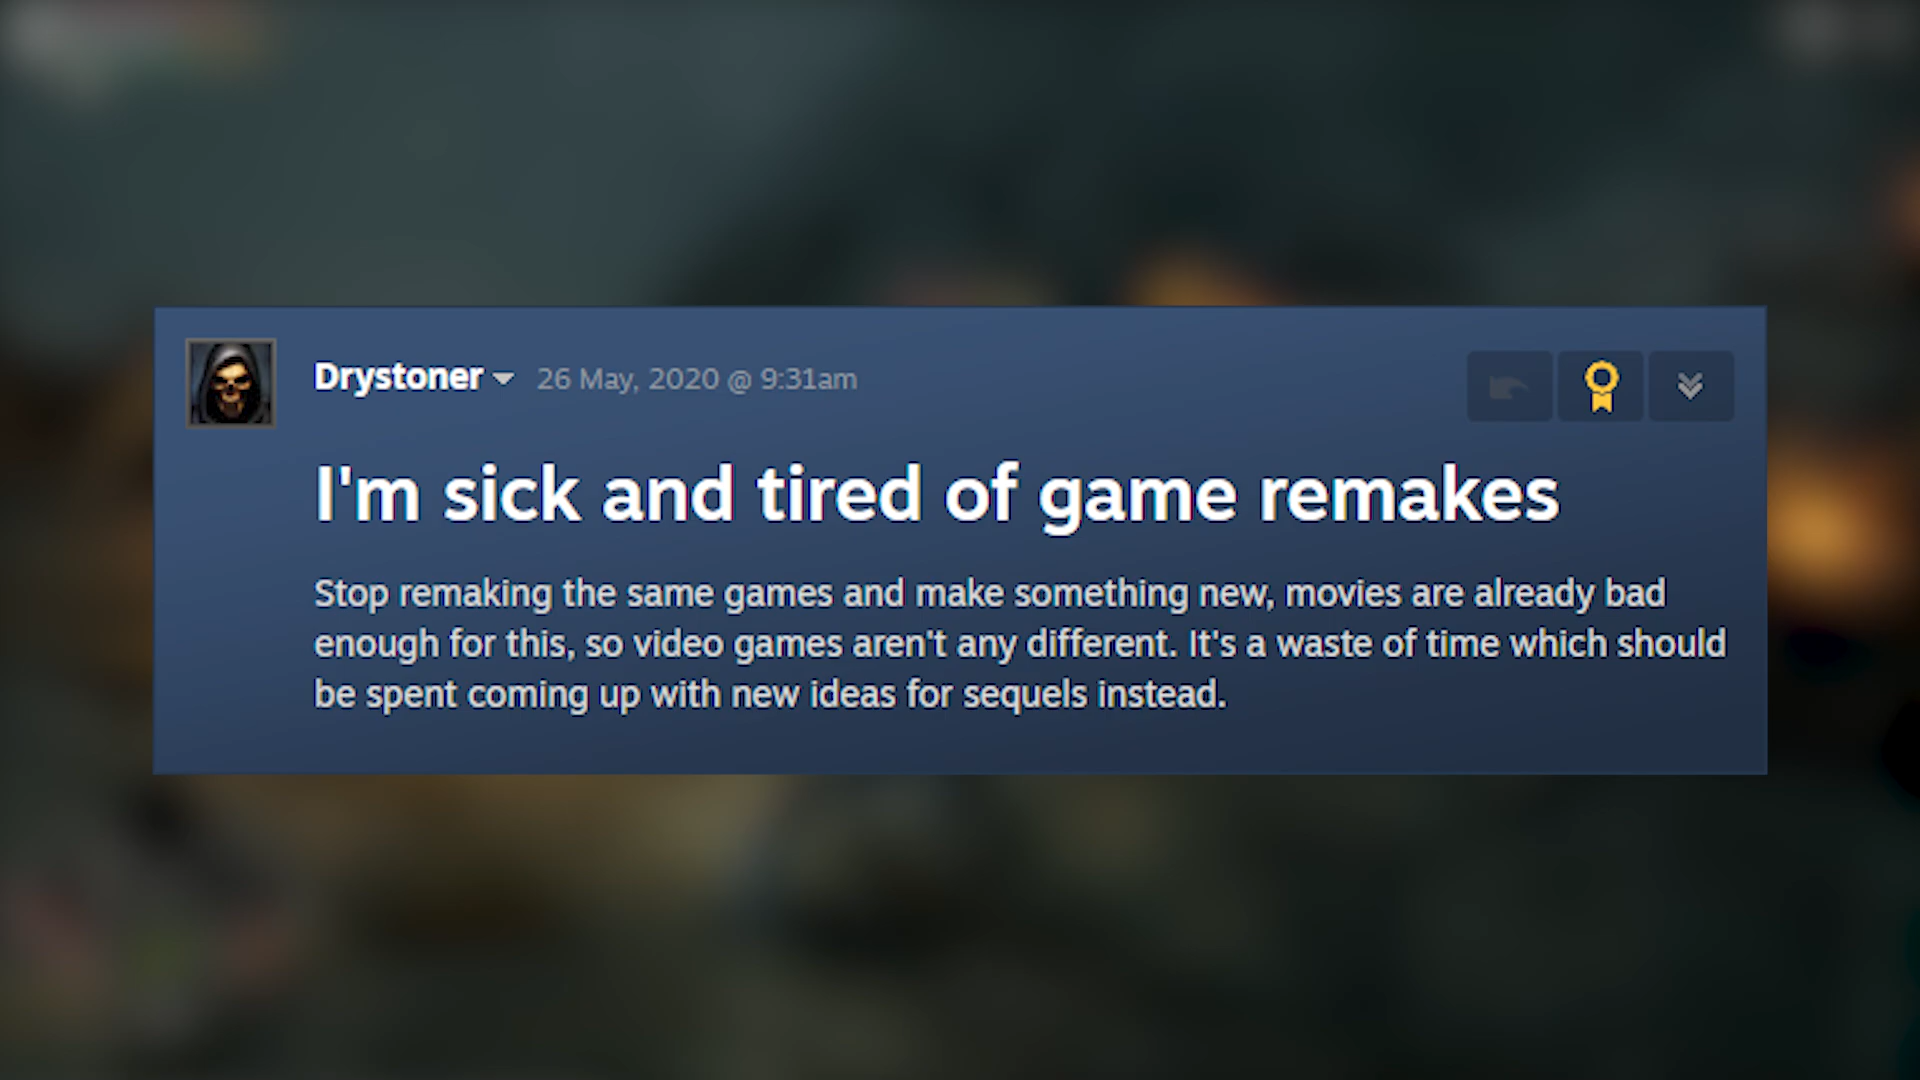 Drystoner 26 May, 2020 @ 9:31am
I'm sick and tired of game remakes
Stop remaking the same games and make something new, movies are already bad
enough for this, so video games aren't any different. It's a waste of time which should
be spent coming up with new ideas for sequels instead.